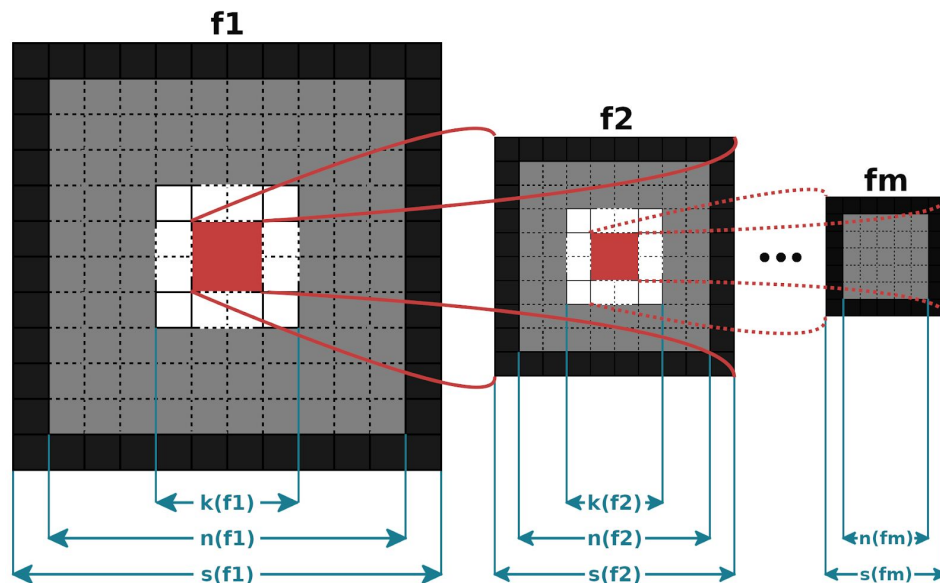 f1
f2
fm
k(f1)
n(f1)
s(f1)
k(f2)
n(f2)
s(f2)
n(fm)
s(fm)